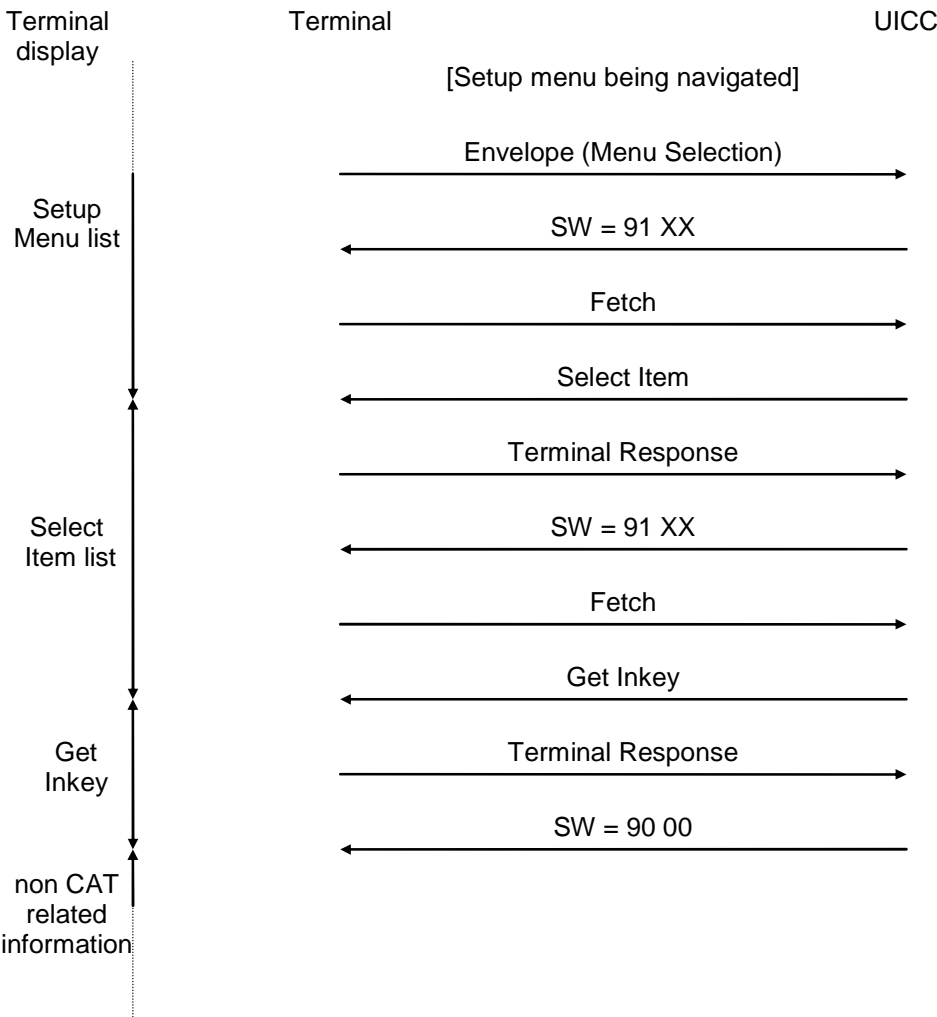 Terminal display
Terminal
UICC
[Setup menu being navigated]
Envelope (Menu Selection)
Setup
Menu list
SW = 91 XX
Fetch
Select Item
Terminal Response
Select
Item list
SW = 91 XX
Fetch
Get Inkey
Get
Inkey
Terminal Response
SW = 90 00
non CAT
related
information